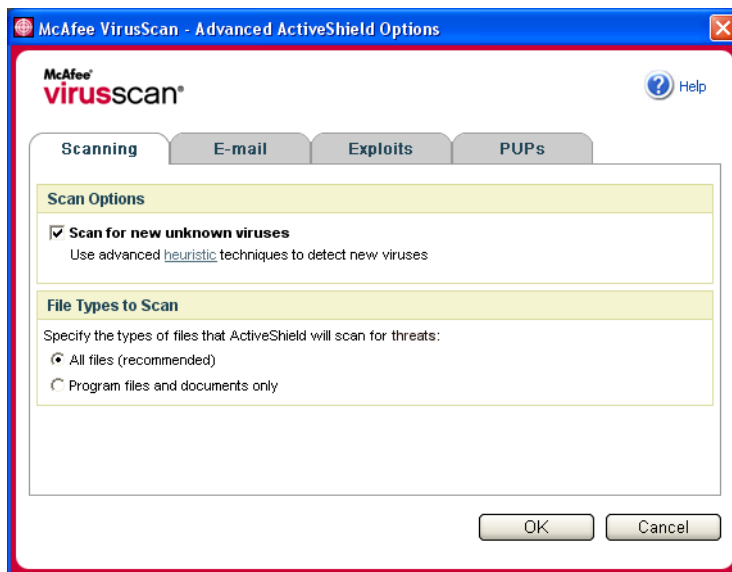 McAfee VirusScan - Advanced ActiveShield Options
McAfee®
virusscan®
Help
Scanning
E-mail
Exploits
PUPs
Scan Options
Scan for new unknown viruses
Use advanced heuristic techniques to detect new viruses
File Types to Scan
Specify the types of files that ActiveShield will scan for threats:
All files (recommended)
Program files and documents only
OK
Cancel